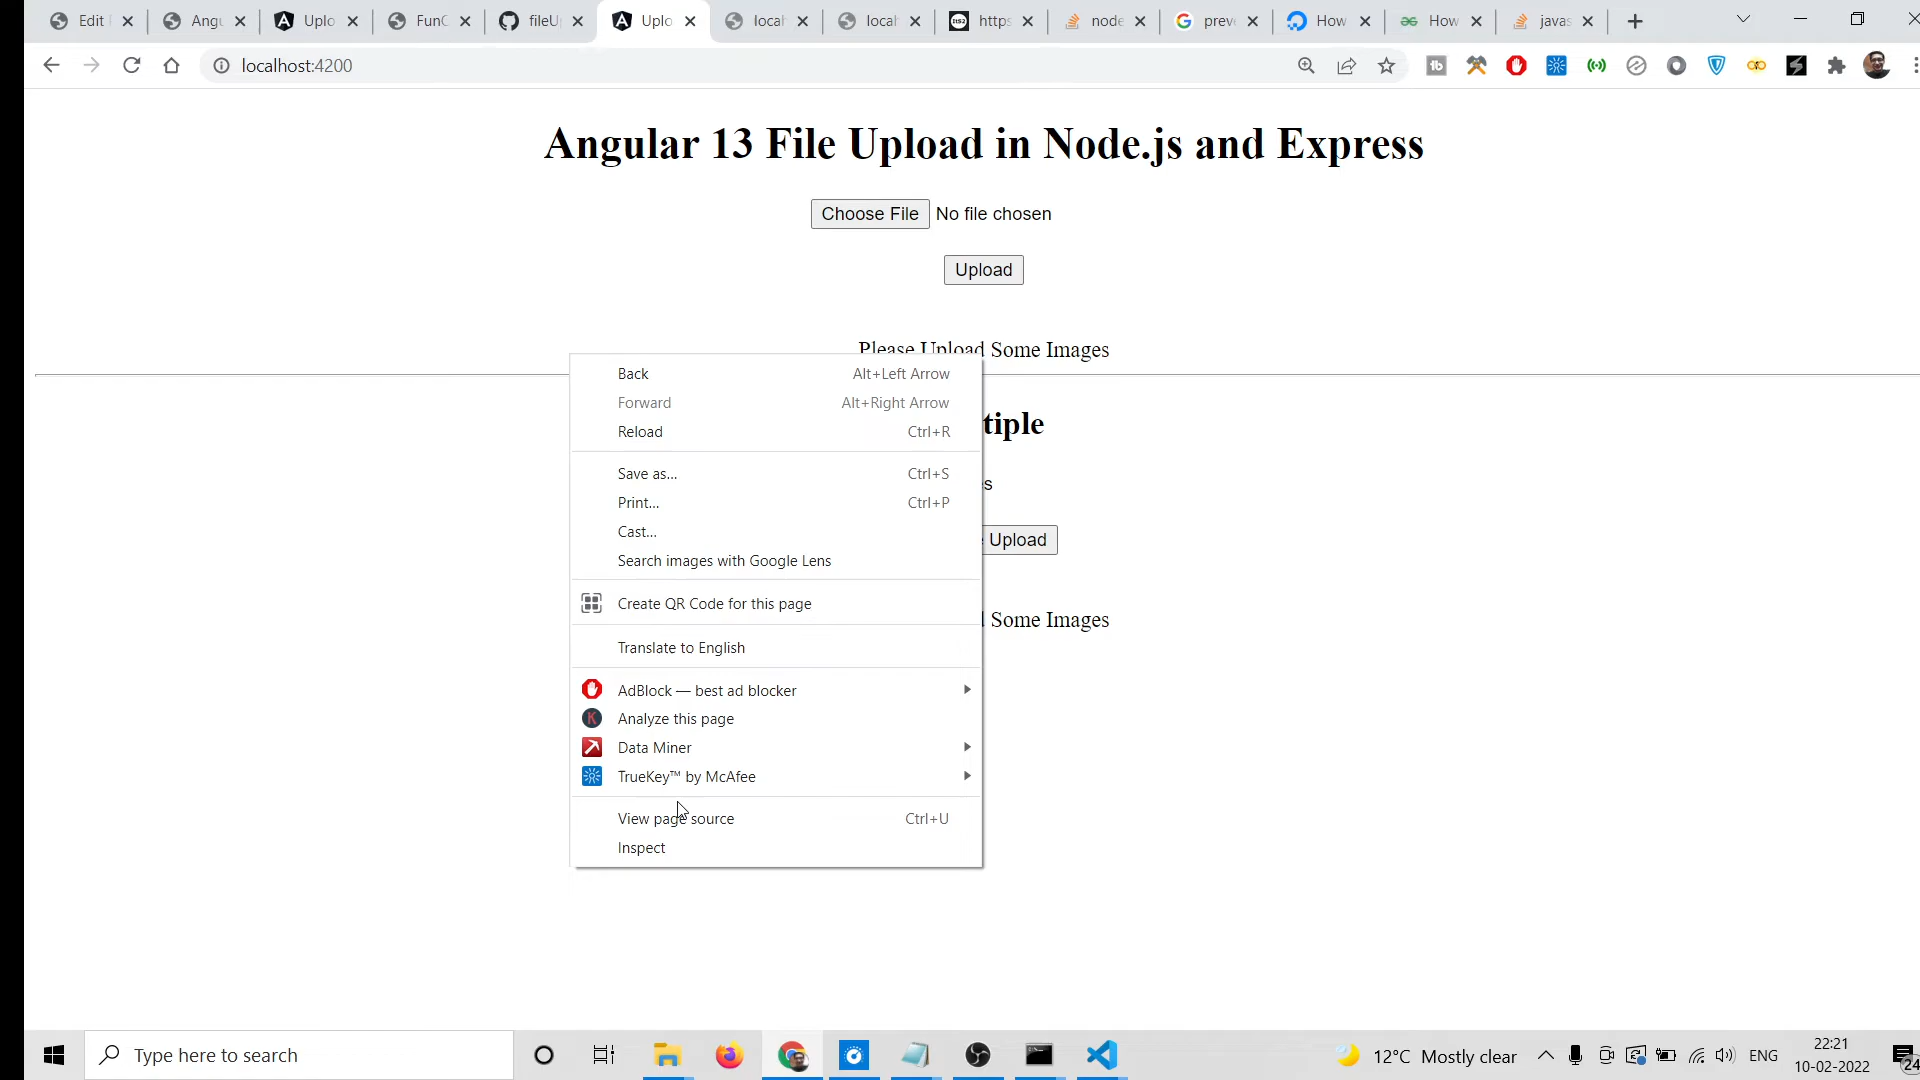 Edit
Angu
Uplo
FunC
fileU
Uplo
local
local
https
node
prev
How
How
javas
localhost:4200
Angular 13 File Upload in Node.js and Express
Choose File No file chosen
Upload
Please Upload Some Images
Back Alt+Left Arrow
Forward Alt+Right Arrow
Reload Ctrl+R
tiple
Save as... Ctrl+S
s
Print... Ctrl+P
Cast...
Upload
Search images with Google Lens
Create QR Code for this page
Some Images
Translate to English
AdBlock — best ad blocker
Analyze this page
Data Miner
TrueKey™ by McAfee
View page source Ctrl+U
Inspect
Type here to search
12°C Mostly clear
ENG
22:21
10-02-2022
24